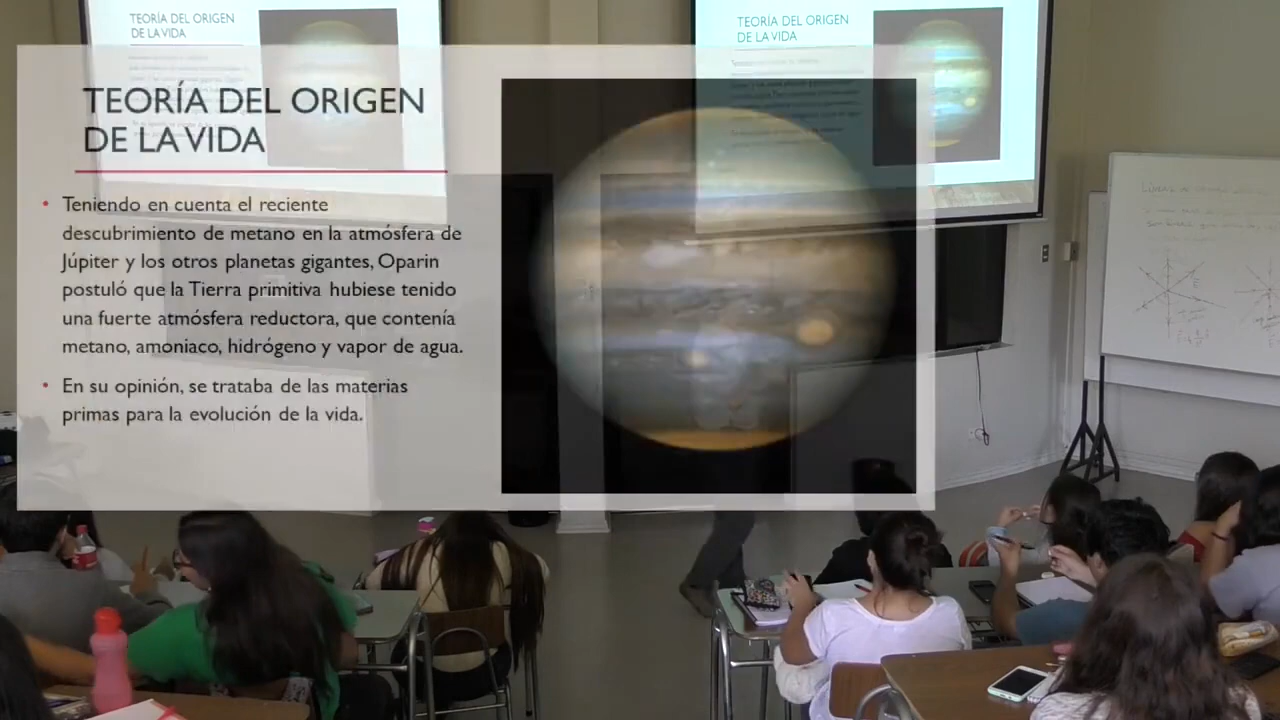 TEORÍA DEL ORIGEN
DE LA VIDA
TEORÍA DEL ORIGEN
DE LA VIDA
TEORÍA DEL ORIGEN
DE LA VIDA
• Teniendo en cuenta el reciente
descubrimiento de metano en la atmósfera de
Júpiter y los otros planetas gigantes, Oparin
postuló que la Tierra primitiva hubiese tenido
una fuerte atmósfera reductora, que contenía
metano, amoniaco, hidrógeno y vapor de agua.
• En su opinión, se trataba de las materias
primas para la evolución de la vida.